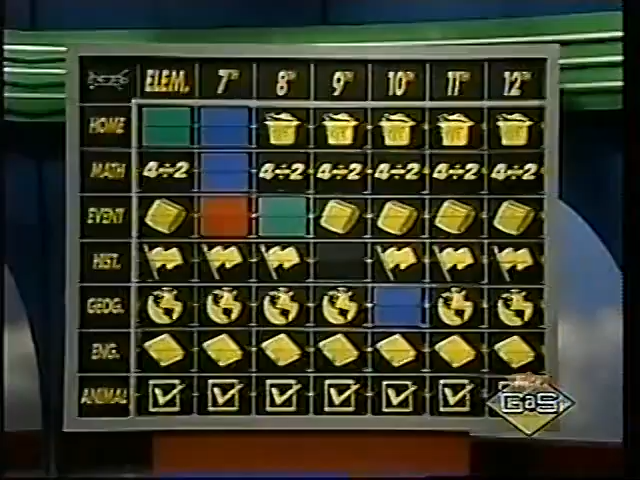 ELEM. 7TH 8TH 9TH 10TH 11TH 12TH
HOME
MATH 4÷2 4÷2 4÷2 4÷2 4÷2 4÷2
EVENT
HIST.
GEOG.
ENG.
ANIMAL
GAS